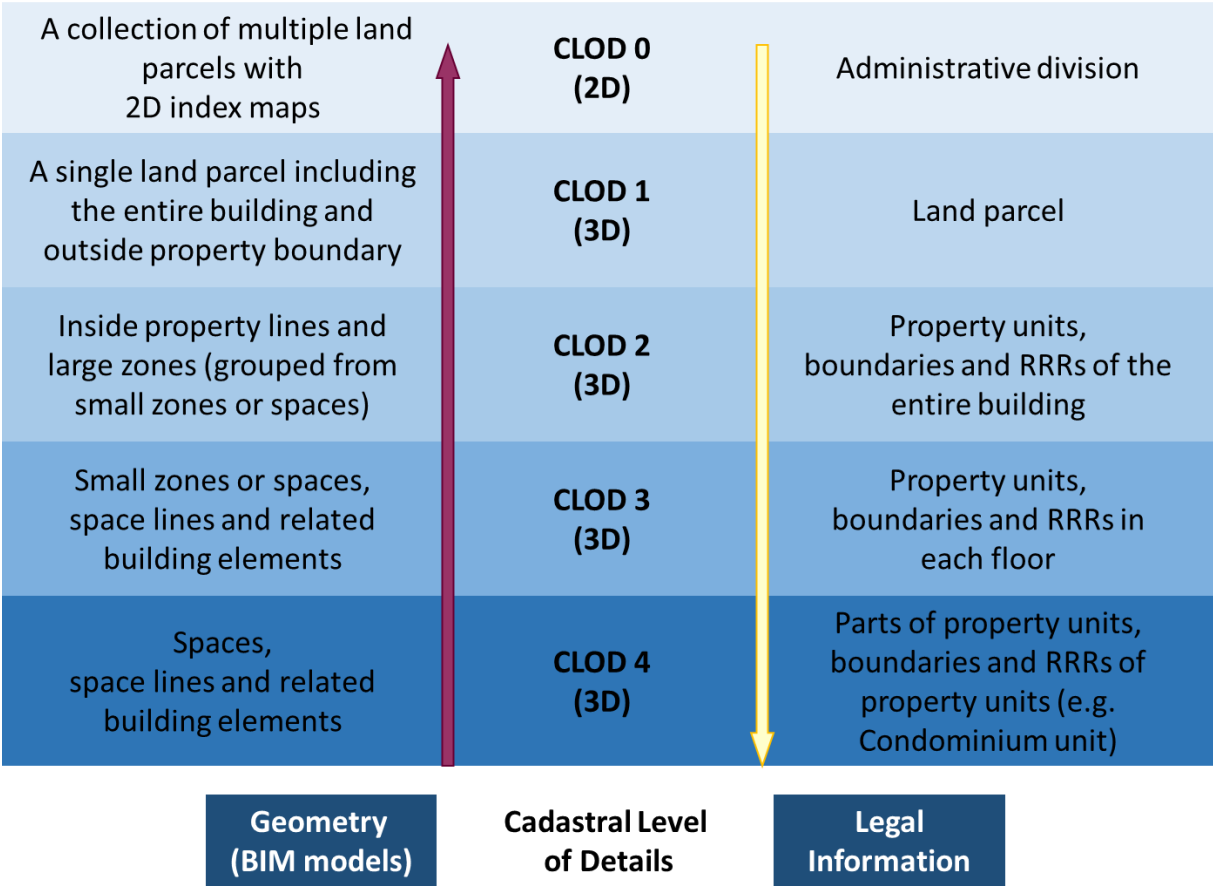 A collection of multiple land
parcels with
2D index maps
CLOD 0
(2D)
Administrative division
A single land parcel including
the entire building and
outside property boundary
CLOD 1
(3D)
Land parcel
Inside property lines and
large zones (grouped from
small zones or spaces)
CLOD 2
(3D)
Property units,
boundaries and RRRs of the
entire building
Small zones or spaces,
space lines and related
building elements
CLOD 3
(3D)
Property units,
boundaries and RRRs in
each floor
Spaces,
space lines and related
building elements
CLOD 4
(3D)
Parts of property units,
boundaries and RRRs of
property units (e.g.
Condominium unit)
Geometry
(BIM models)
Cadastral Level
of Details
Legal
Information